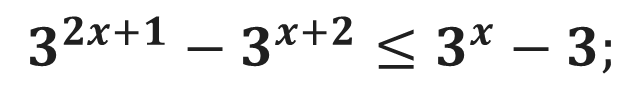 3^{2x+1} − 3^{x+2} ≤ 3^x − 3;